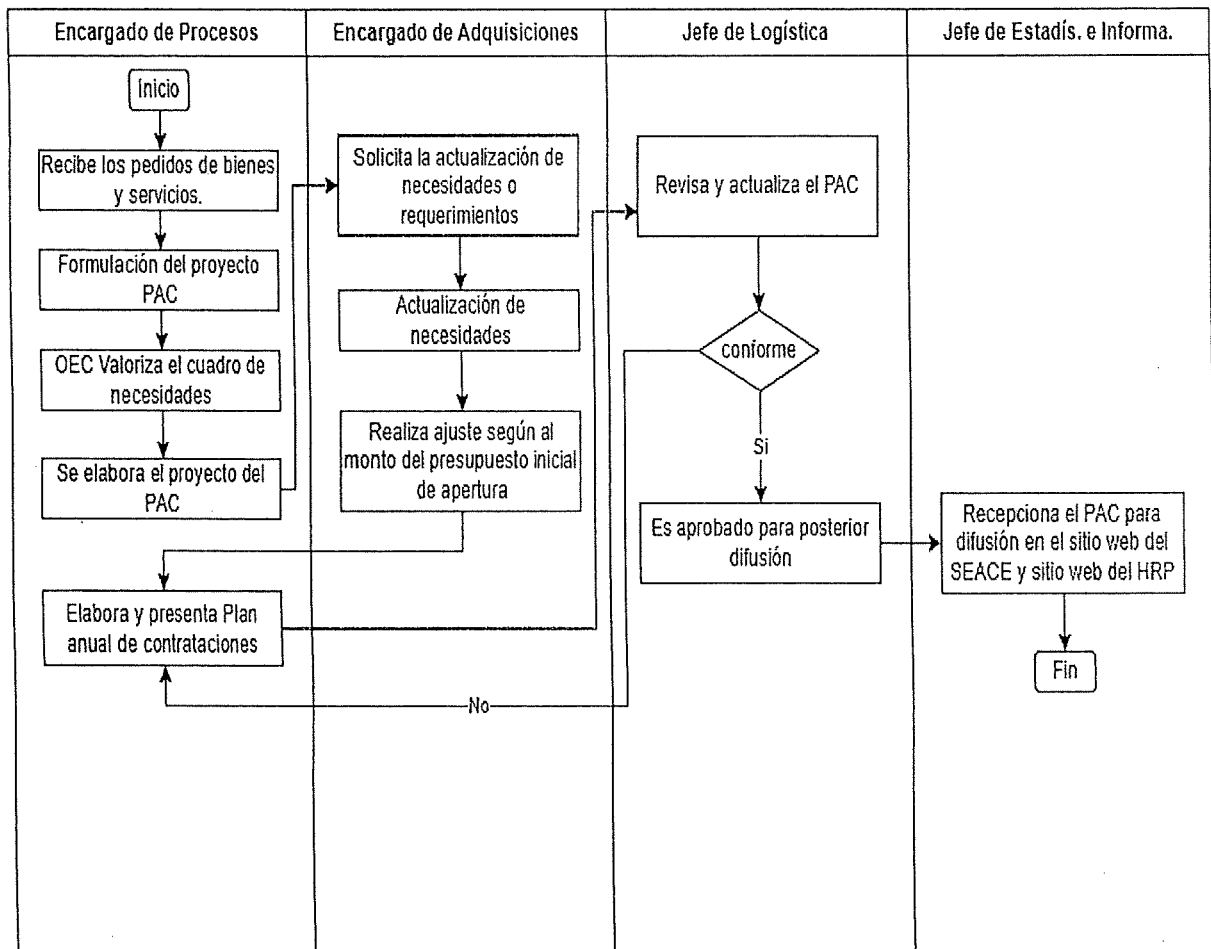 Encargado de Procesos
Encargado de Adquisiciones
Jefe de Logística
Jefe de Estadís. e Informa.
Inicio
Recibe los pedidos de bienes
y servicios.
Formulación del proyecto
PAC
OEC Valoriza el cuadro de
necesidades
Se elabora el proyecto del
PAC
Elabora y presenta Plan
anual de contrataciones
Solicita la actualización de
necesidades o
requerimientos
Actualización de
necesidades
Realiza ajuste según al
monto del presupuesto inicial
de apertura
Revisa y actualiza el PAC
conforme
Si
No
Es aprobado para posterior
difusión
Recepciona el PAC para
difusión en el sitio web del
SEACE y sitio web del HRP
Fin